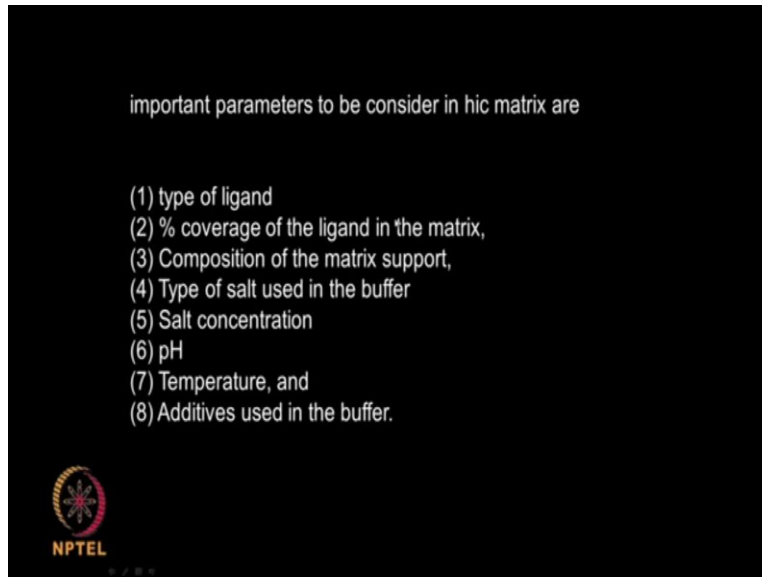 important parameters to be consider in hic matrix are
(1) type of ligand
(2) % coverage of the ligand in the matrix,
(3) Composition of the matrix support,
(4) Type of salt used in the buffer
(5) Salt concentration
(6) pH
(7) Temperature, and
(8) Additives used in the buffer.
NPTEL